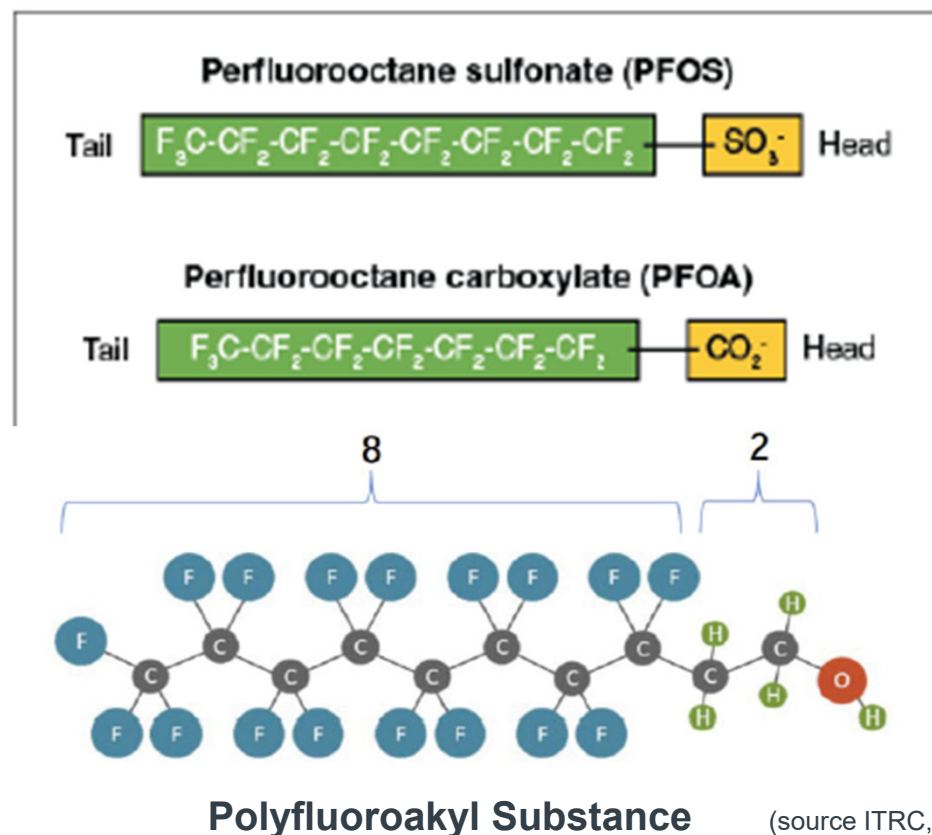 Perfluorooctane sulfonate (PFOS)
Tail F₃C-CF₂-CF₂-CF₂-CF₂-CF₂-CF₂-CF₂ SO₃⁻ Head
Perfluorooctane carboxylate (PFOA)
Tail F₃C-CF₂-CF₂-CF₂-CF₂-CF₂-CF₂ CO₂⁻ Head
8 2
F F F F F F F F
H
F C C C C H C
C C C C C O
H H H
F F F F F F F F
Polyfluoroakyl Substance (source ITRC,